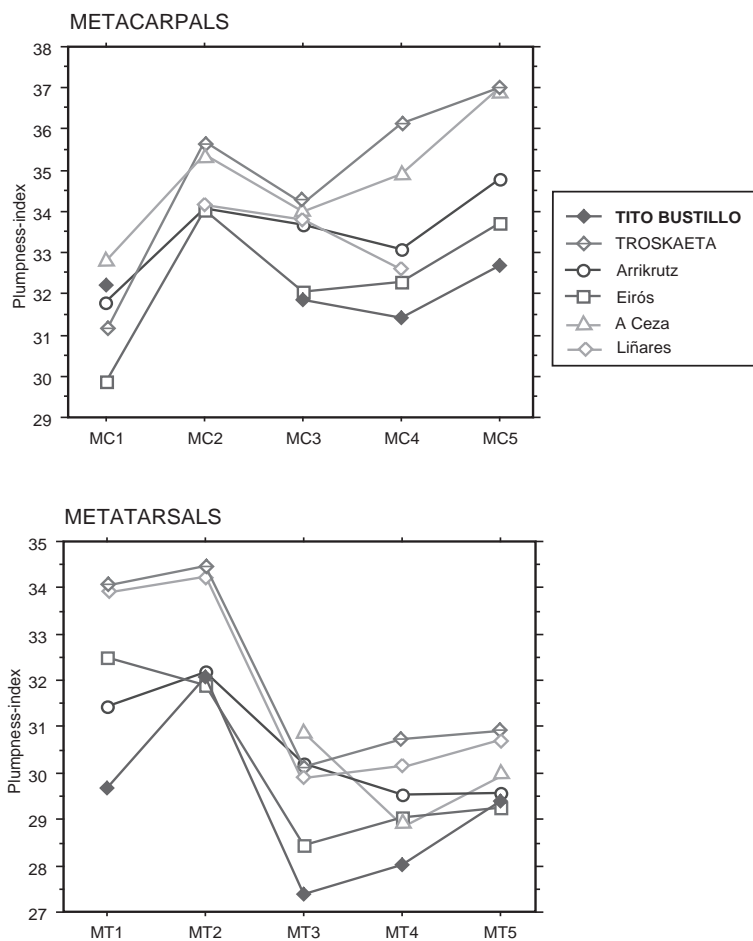 METACARPALS
38
37
36
35
34
33
32
31
30
29
Plumpness-index
MC1 MC2 MC3 MC4 MC5
TITO BUSTILLO
TROSKAETA
Arrikrutz
Eirós
A Ceza
Liñares
METATARSALS
35
34
33
32
31
30
29
28
27
Plumpness-index
MT1 MT2 MT3 MT4 MT5